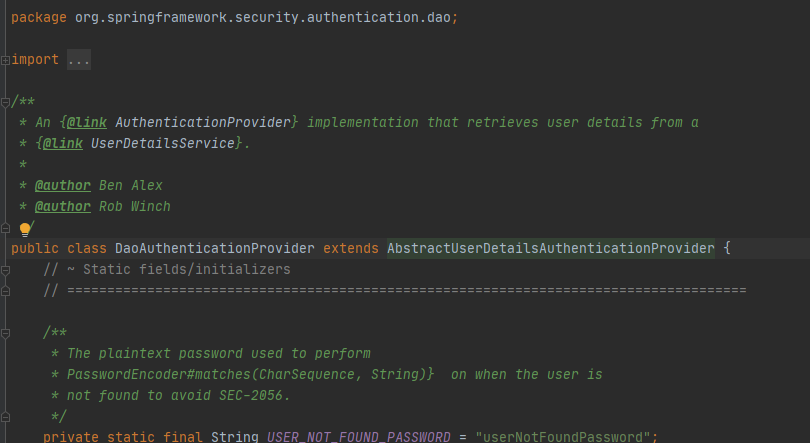 package org.springframework.security.authentication.dao;
import ...
/**
* An {@link AuthenticationProvider} implementation that retrieves user details from a
* {@link UserDetailsService}.
*
* @author Ben Alex
* @author Rob Winch
/
public class DaoAuthenticationProvider extends AbstractUserDetailsAuthenticationProvider {
// ~ Static fields/initializers
// =====================================================================================
/**
* The plaintext password used to perform
* PasswordEncoder#matches(CharSequence, String)}  on when the user is
* not found to avoid SEC-2056.
*/
private static final String USER_NOT_FOUND_PASSWORD = "userNotFoundPassword";